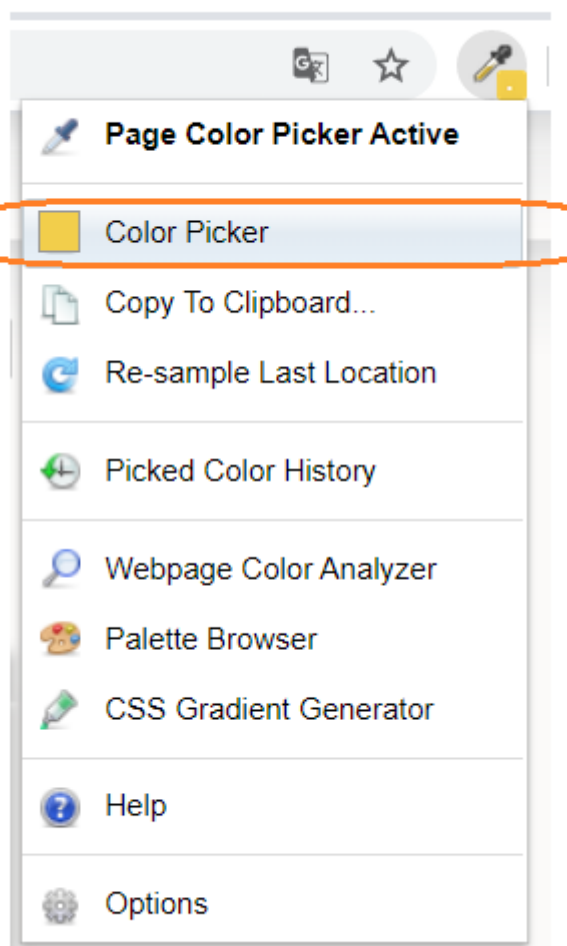 Page Color Picker Active
Color Picker
Copy To Clipboard...
Re-sample Last Location
Picked Color History
Webpage Color Analyzer
Palette Browser
CSS Gradient Generator
Help
Options